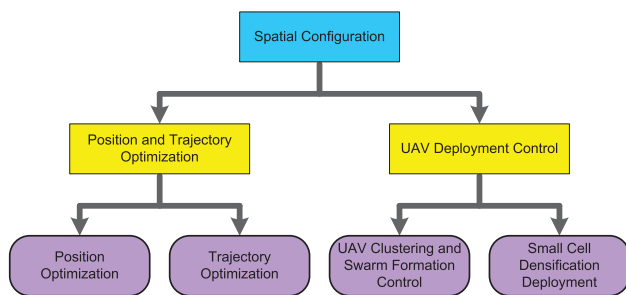 Spatial Configuration
Position and Trajectory
Optimization
UAV Deployment Control
Position
Optimization
Trajectory
Optimization
UAV Clustering and
Swarm Formation
Control
Small Cell
Densification
Deployment